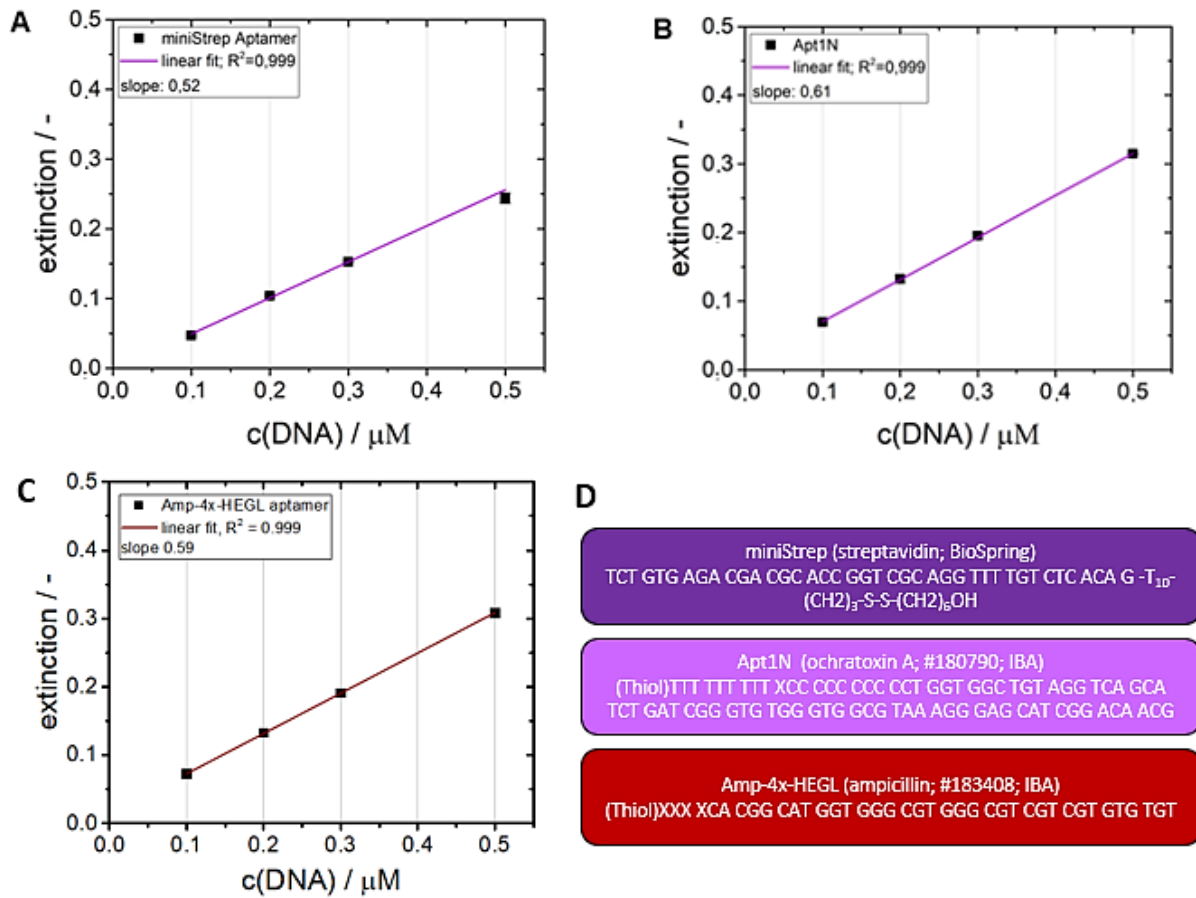 A
miniStrep Aptamer
linear fit; R²=0,999
slope: 0,52
0.5
0.4
0.3
0.2
0.1
0.0
extinction / -
0.0 0.1 0.2 0.3 0.4 0.5
c(DNA) / μM
B
Apt1N
linear fit; R²=0,999
slope: 0,61
0.5
0.4
0.3
0.2
0.1
0.0
extinction / -
0.0 0.1 0.2 0.3 0.4 0.5
c(DNA) / μM
C
Amp-4x-HEGL aptamer
linear fit, R² = 0.999
slope 0.59
0.5
0.4
0.3
0.2
0.1
0.0
extinction / -
0.0 0.1 0.2 0.3 0.4 0.5
c(DNA) / μM
D
miniStrep (streptavidin; BioSpring)
TCT GTG AGA CGA CGC ACC GGT CGC AGG TTT TGT CTC ACA G -T₁₀-
(CH2)₃-S-S-(CH2)₆OH
Apt1N (ochratoxin A; #180790; IBA)
(Thiol)TTT TTT TTT XCC CCC CCC CCT GGT GGC TGT AGG TCA GCA
TCT GAT CGG GTG TGG GTG GCG TAA AGG GAG CAT CGG ACA ACG
Amp-4x-HEGL (ampicillin; #183408; IBA)
(Thiol)XXX XCA CGG CAT GGT GGG CGT GGG CGT CGT CGT GTG TGT